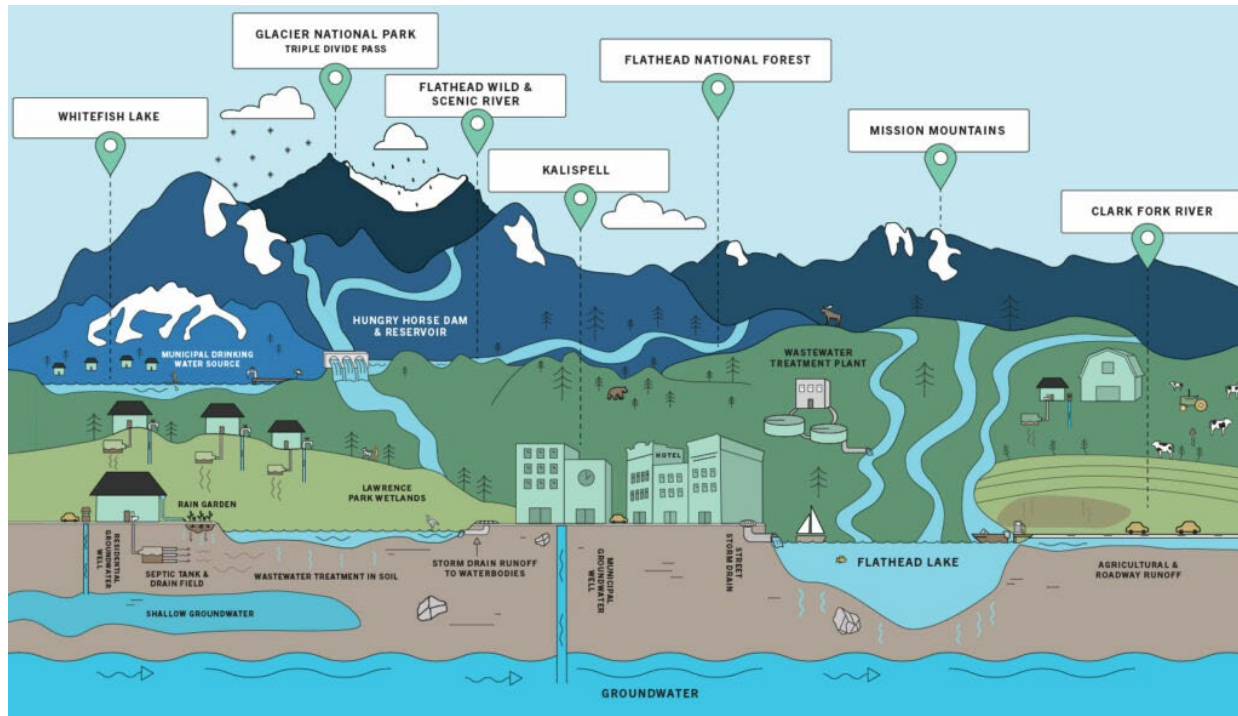 GLACIER NATIONAL PARK
TRIPLE DIVIDE PASS
FLATHEAD WILD &
SCENIC RIVER
FLATHEAD NATIONAL FOREST
WHITEFISH LAKE
MISSION MOUNTAINS
KALISPELL
CLARK FORK RIVER
HUNGRY HORSE DAM
& RESERVOIR
MUNICIPAL DRINKING
WATER SOURCE
WASTEWATER
TREATMENT PLANT
HOTEL
LAWRENCE
PARK WETLANDS
RAIN GARDEN
RESIDENTIAL
GROUNDWATER
WELL
SEPTIC TANK &
DRAIN FIELD
WASTEWATER TREATMENT IN SOIL
STORM DRAIN RUNOFF
TO WATERBODIES
MUNICIPAL
GROUNDWATER
WELL
STREET
STORM DRAIN
FLATHEAD LAKE
AGRICULTURAL &
ROADWAY RUNOFF
SHALLOW GROUNDWATER
GROUNDWATER